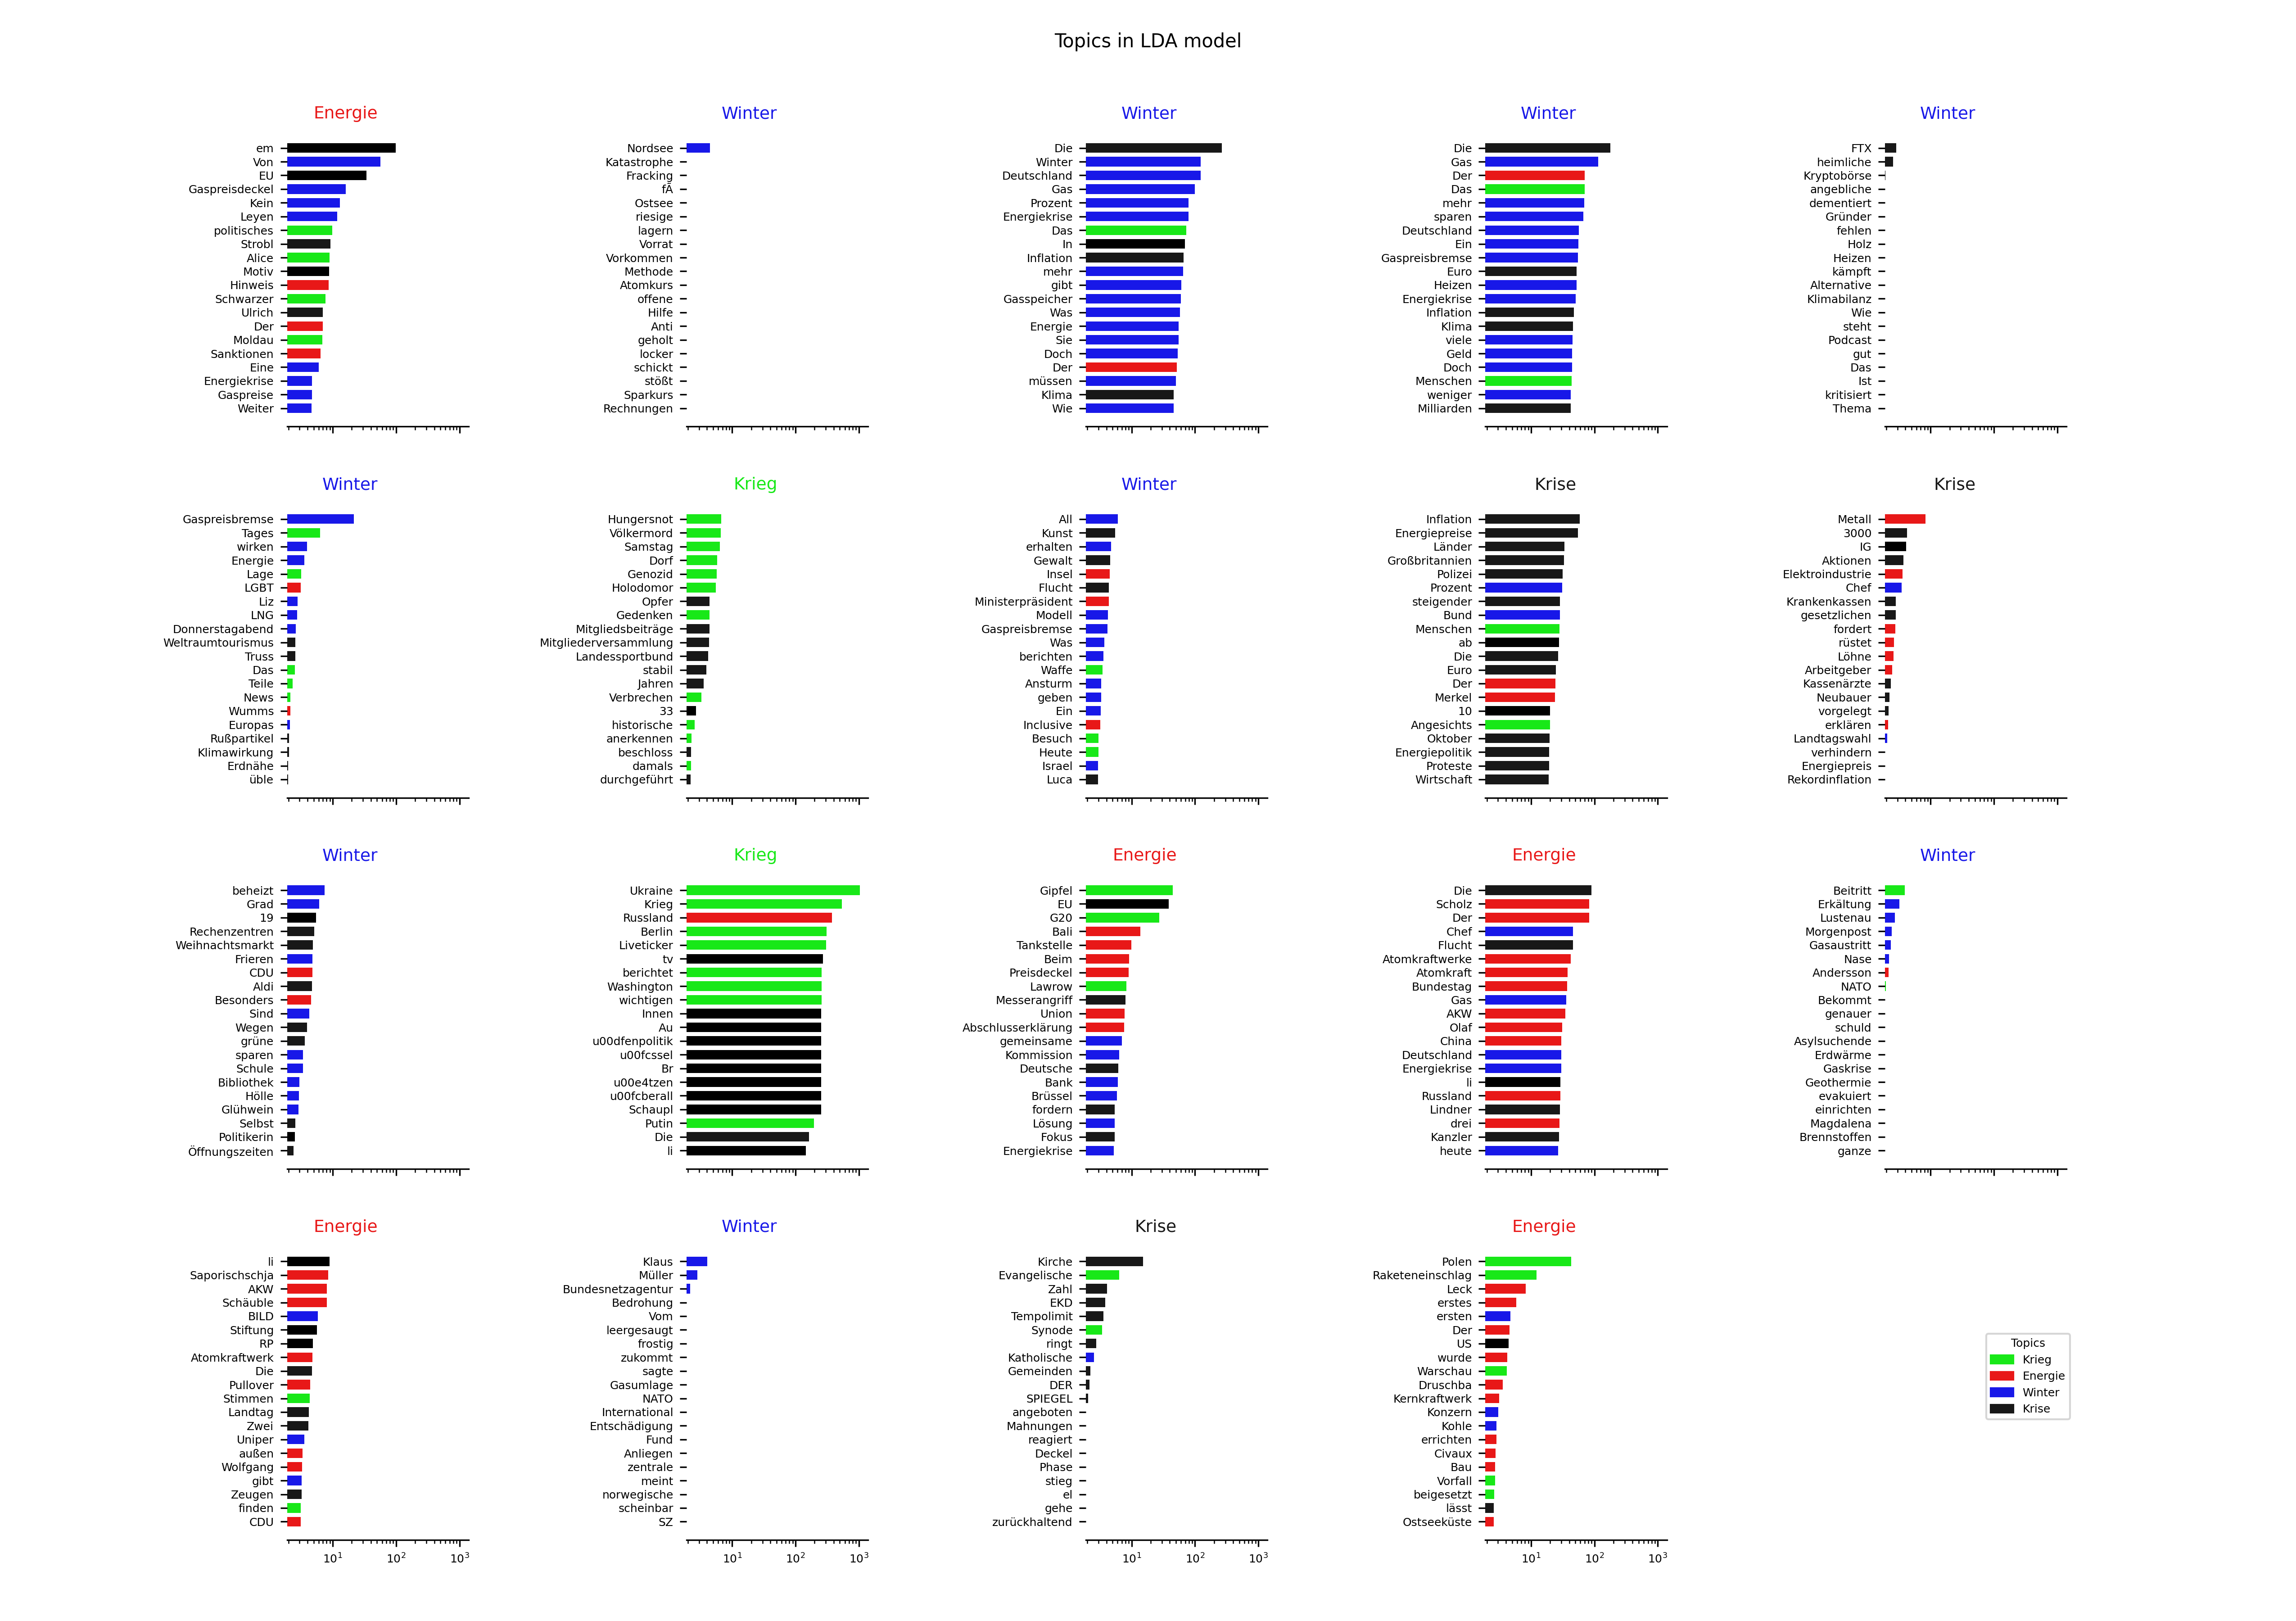 Topics in LDA model
Energie
em
Von
EU
Gaspreisdeckel
Kein
Leyen
politisches
Strobl
Alice
Motiv
Hinweis
Schwarzer
Ulrich
Der
Moldau
Sanktionen
Eine
Energiekrise
Gaspreise
Weiter
Winter
Nordsee
Katastrophe
Fracking
fÃ
Ostsee
riesige
lagern
Vorrat
Vorkommen
Methode
Atomkurs
offene
Hilfe
Anti
geholt
locker
schickt
stößt
Sparkurs
Rechnungen
Winter
Die
Winter
Deutschland
Gas
Prozent
Energiekrise
Das
In
Inflation
mehr
gibt
Gasspeicher
Was
Energie
Sie
Doch
Der
müssen
Klima
Wie
Winter
Die
Gas
Der
Das
mehr
sparen
Deutschland
Ein
Gaspreisbremse
Euro
Heizen
Energiekrise
Inflation
Klima
viele
Geld
Doch
Menschen
weniger
Milliarden
Winter
FTX
heimliche
Kryptobörse
angebliche
dementiert
Gründer
fehlen
Holz
Heizen
kämpft
Alternative
Klimabilanz
Wie
steht
Podcast
gut
Das
Ist
kritisiert
Thema
Winter
Gaspreisbremse
Tages
wirken
Energie
Lage
LGBT
Liz
LNG
Donnerstagabend
Weltraumtourismus
Truss
Das
Teile
News
Wumms
Europas
Rußpartikel
Klimawirkung
Erdnähe
üble
Krieg
Hungersnot
Völkermord
Samstag
Dorf
Genozid
Holodomor
Opfer
Gedenken
Mitgliedsbeiträge
Mitgliederversammlung
Landessportbund
stabil
Jahren
Verbrechen
33
historische
anerkennen
beschloss
damals
durchgeführt
Winter
All
Kunst
erhalten
Gewalt
Insel
Flucht
Ministerpräsident
Modell
Gaspreisbremse
Was
berichten
Waffe
Ansturm
geben
Ein
Inclusive
Besuch
Heute
Israel
Luca
Krise
Inflation
Energiepreise
Länder
Großbritannien
Polizei
Prozent
steigender
Bund
Menschen
ab
Die
Euro
Der
Merkel
10
Angesichts
Oktober
Energiepolitik
Proteste
Wirtschaft
Krise
Metall
3000
IG
Aktionen
Elektroindustrie
Chef
Krankenkassen
gesetzlichen
fordert
rüstet
Löhne
Arbeitgeber
Kassenärzte
Neubauer
vorgelegt
erklären
Landtagswahl
verhindern
Energiepreis
Rekordinflation
Winter
beheizt
Grad
19
Rechenzentren
Weihnachtsmarkt
Frieren
CDU
Aldi
Besonders
Sind
Wegen
grüne
sparen
Schule
Bibliothek
Hölle
Glühwein
Selbst
Politikerin
Öffnungszeiten
Krieg
Ukraine
Krieg
Russland
Berlin
Liveticker
tv
berichtet
Washington
wichtigen
Innen
Au
u00dfenpolitik
u00fcssel
Br
u00e4tzen
u00fcberall
Schaupl
Putin
Die
li
Energie
Gipfel
EU
G20
Bali
Tankstelle
Beim
Preisdeckel
Lawrow
Messerangriff
Union
Abschlusserklärung
gemeinsame
Kommission
Deutsche
Bank
Brüssel
fordern
Lösung
Fokus
Energiekrise
Energie
Die
Scholz
Der
Chef
Flucht
Atomkraftwerke
Atomkraft
Bundestag
Gas
AKW
Olaf
China
Deutschland
Energiekrise
li
Russland
Lindner
drei
Kanzler
heute
Winter
Beitritt
Erkältung
Lustenau
Morgenpost
Gasaustritt
Nase
Andersson
NATO
Bekommt
genauer
schuld
Asylsuchende
Erdwärme
Gaskrise
Geothermie
evakuiert
einrichten
Magdalena
Brennstoffen
ganze
Energie
li
Saporischschja
AKW
Schäuble
BILD
Stiftung
RP
Atomkraftwerk
Die
Pullover
Stimmen
Landtag
Zwei
Uniper
außen
Wolfgang
gibt
Zeugen
finden
CDU
10¹ 10² 10³
Winter
Klaus
Müller
Bundesnetzagentur
Bedrohung
Vom
leergesaugt
frostig
zukommt
sagte
Gasumlage
NATO
International
Entschädigung
Fund
Anliegen
zentrale
meint
norwegische
scheinbar
SZ
10¹ 10² 10³
Krise
Kirche
Evangelische
Zahl
EKD
Tempolimit
Synode
ringt
Katholische
Gemeinden
DER
SPIEGEL
angeboten
Mahnungen
reagiert
Deckel
Phase
stieg
el
gehe
zurückhaltend
10¹ 10² 10³
Energie
Polen
Raketeneinschlag
Leck
erstes
ersten
Der
US
wurde
Warschau
Druschba
Kernkraftwerk
Konzern
Kohle
errichten
Civaux
Bau
Vorfall
beigesetzt
lässt
Ostseeküste
10¹ 10² 10³
Topics
Krieg
Energie
Winter
Krise